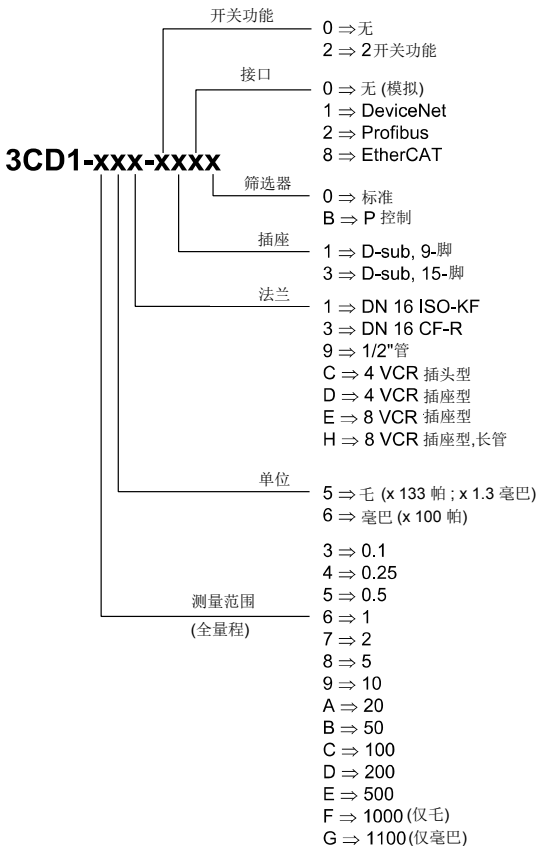 开关功能
0 ⇒ 无
2 ⇒ 2开关功能
接口
0 ⇒ 无 (模拟)
1 ⇒ DeviceNet
2 ⇒ Profibus
8 ⇒ EtherCAT
3CD1-xxx-xxxx
筛选器
0 ⇒ 标准
B ⇒ P 控制
插座
1 ⇒ D-sub, 9-脚
3 ⇒ D-sub, 15-脚
法兰
1 ⇒ DN 16 ISO-KF
3 ⇒ DN 16 CF-R
9 ⇒ 1/2"管
C ⇒ 4 VCR 插头型
D ⇒ 4 VCR 插座型
E ⇒ 8 VCR 插座型
H ⇒ 8 VCR 插座型,长管
单位
5 ⇒ 乇 (x 133 帕 ; x 1.3 毫巴)
6 ⇒ 毫巴 (x 100 帕)
测量范围
(全量程)
3 ⇒ 0.1
4 ⇒ 0.25
5 ⇒ 0.5
6 ⇒ 1
7 ⇒ 2
8 ⇒ 5
9 ⇒ 10
A ⇒ 20
B ⇒ 50
C ⇒ 100
D ⇒ 200
E ⇒ 500
F ⇒ 1000 (仅乇)
G ⇒ 1100 (仅毫巴)